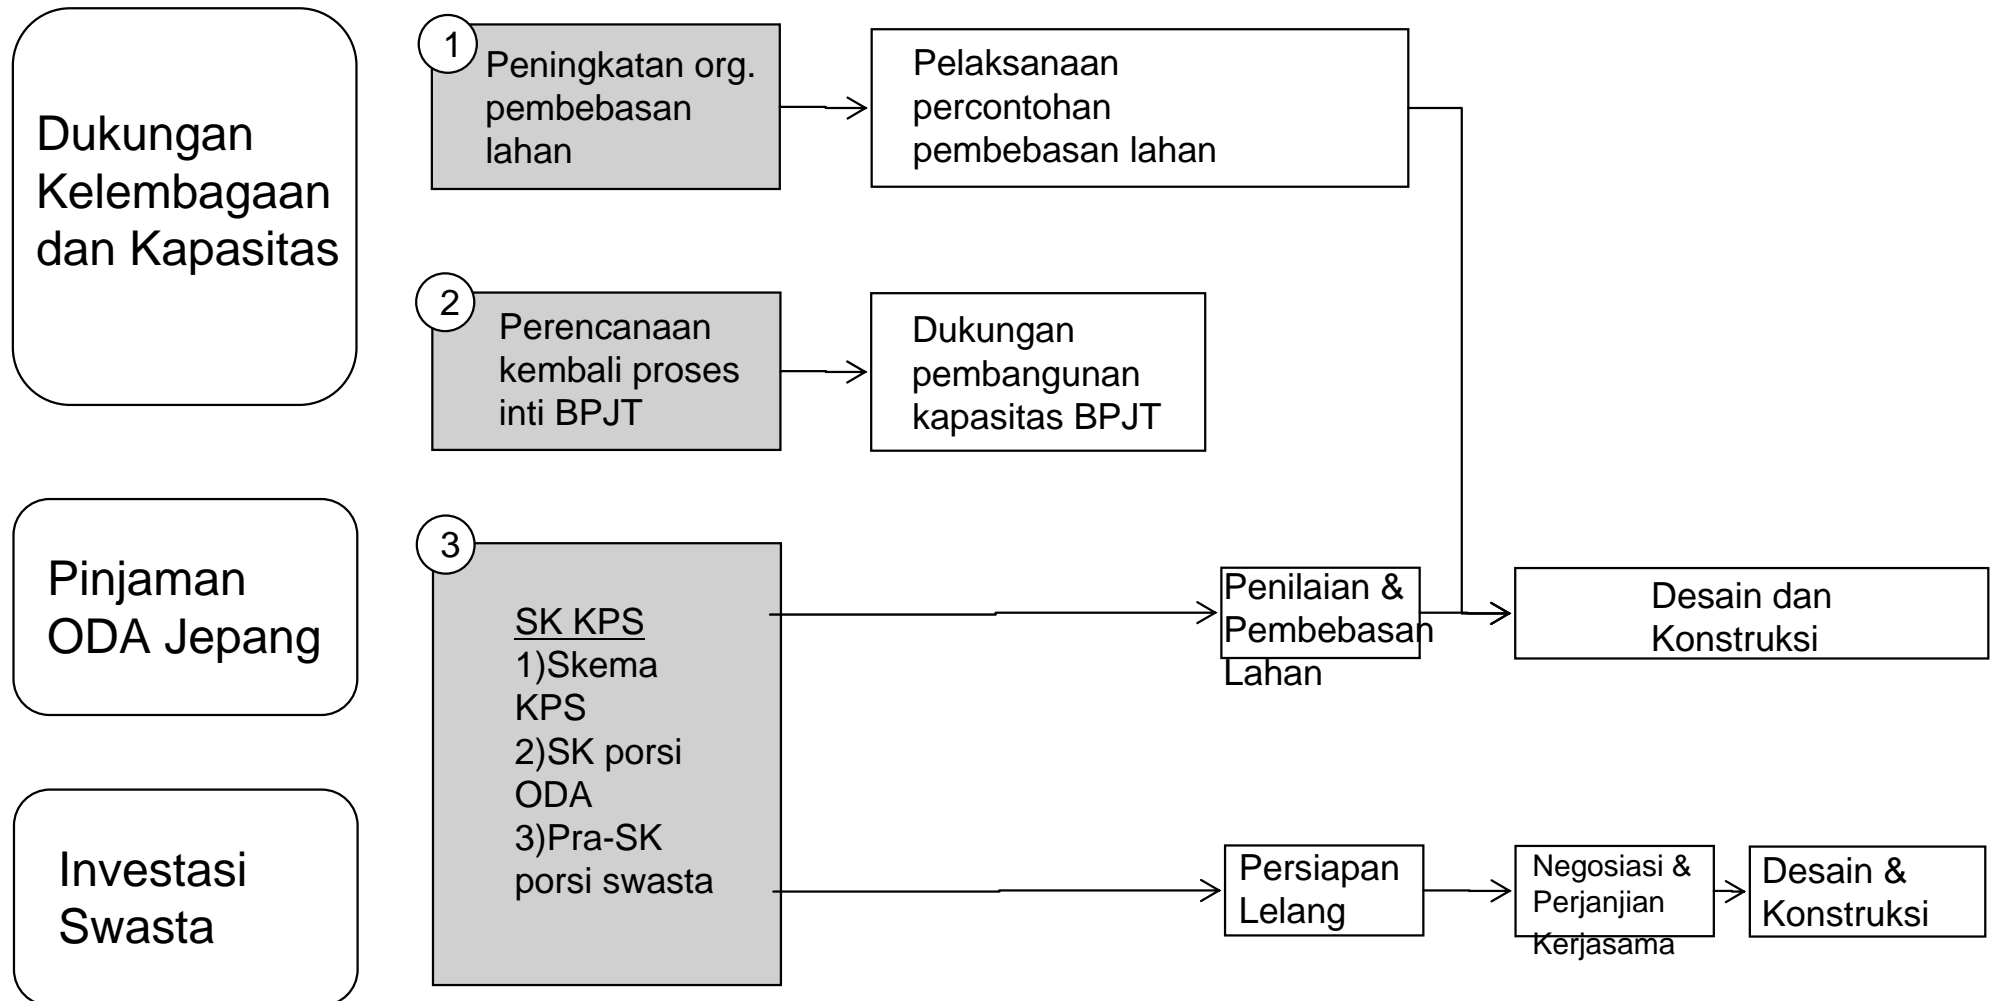 Dukungan
Kelembagaan
dan Kapasitas
1
Peningkatan org.
pembebasan
lahan
Pelaksanaan
percontohan
pembebasan lahan
2
Perencanaan
kembali proses
inti BPJT
Dukungan
pembangunan
kapasitas BPJT
Pinjaman
ODA Jepang
3
SK KPS
1)Skema
KPS
2)SK porsi
ODA
3)Pra-SK
porsi swasta
Penilaian &
Pembebasan
Lahan
Desain dan
Konstruksi
Investasi
Swasta
Persiapan
Lelang
Negosiasi &
Perjanjian
Kerjasama
Desain &
Konstruksi